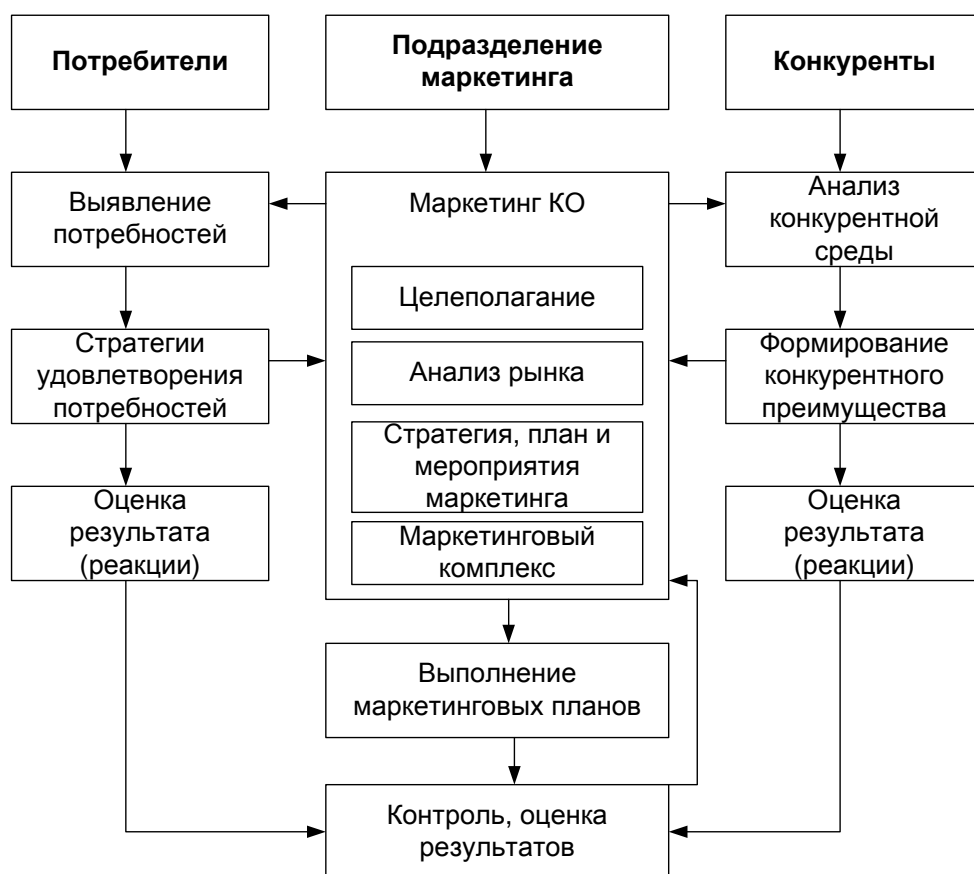 Потребители
Подразделение
маркетинга
Конкуренты
Выявление
потребностей
Маркетинг КО
Анализ
конкурентной
среды
Целеполагание
Стратегии
удовлетворения
потребностей
Анализ рынка
Формирование
конкурентного
преимущества
Стратегия, план и
мероприятия
маркетинга
Оценка
результата
(реакции)
Маркетинговый
комплекс
Оценка
результата
(реакции)
Выполнение
маркетинговых планов
Контроль, оценка
результатов